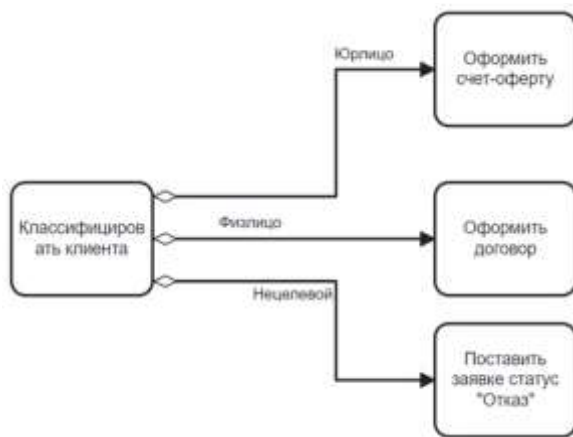 Юрлицо
Оформить
счет-оферту
Классифициров
ать клиента
Физлицо
Оформить
договор
Нецелевой
Поставить
заявке статус
"Отказ"